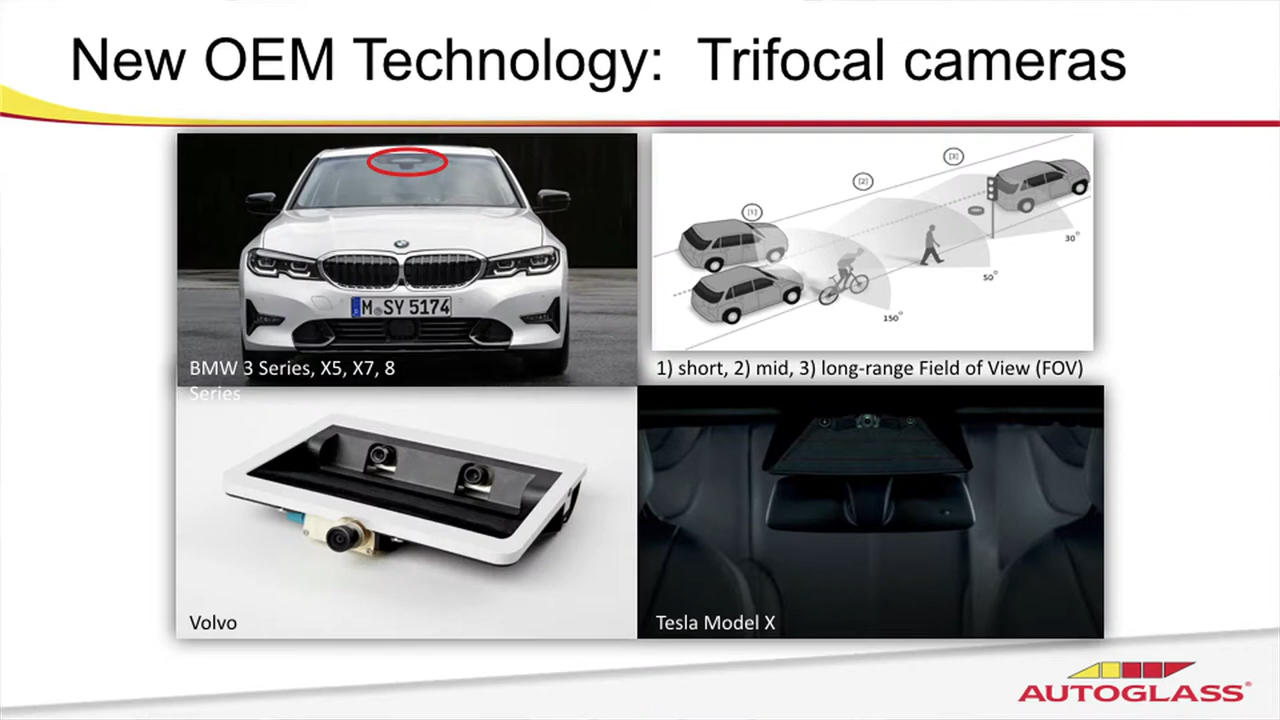 New OEM Technology:  Trifocal cameras
M SY 5174
BMW 3 Series, X5, X7, 8
Series
[1]
[2]
[3]
30°
50°
150°
1) short, 2) mid, 3) long-range Field of View (FOV)
Volvo
Tesla Model X
AUTOGLASS®